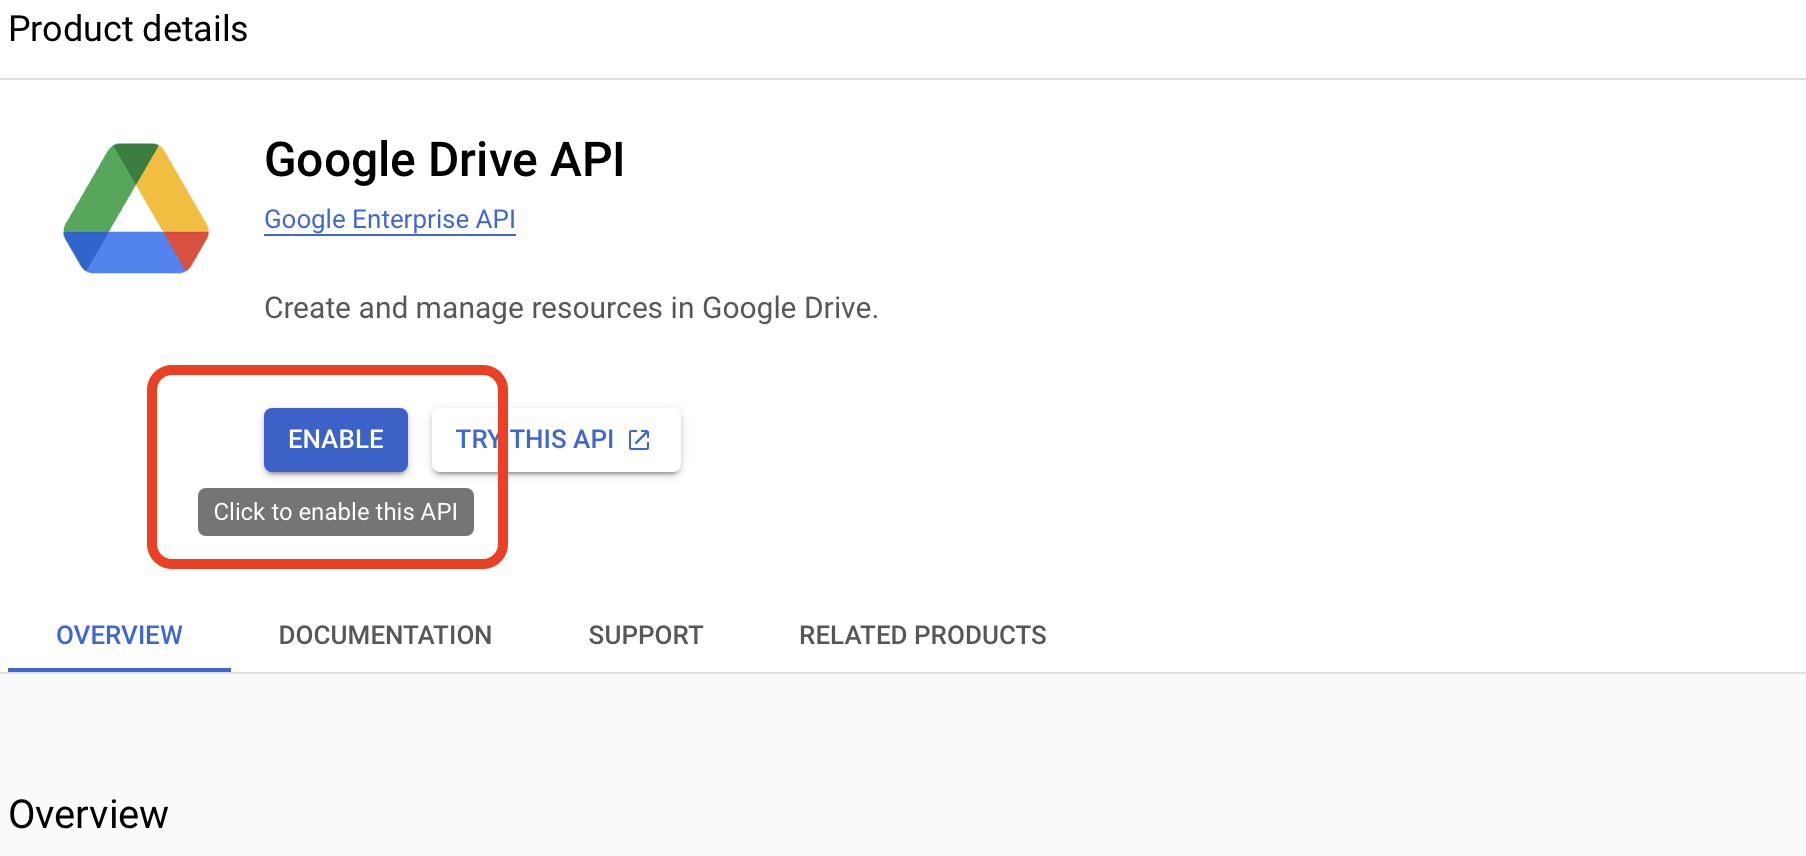 Product details
Google Drive API
Google Enterprise API
Create and manage resources in Google Drive.
ENABLE
TRY THIS API
Click to enable this API
OVERVIEW
DOCUMENTATION
SUPPORT
RELATED PRODUCTS
Overview